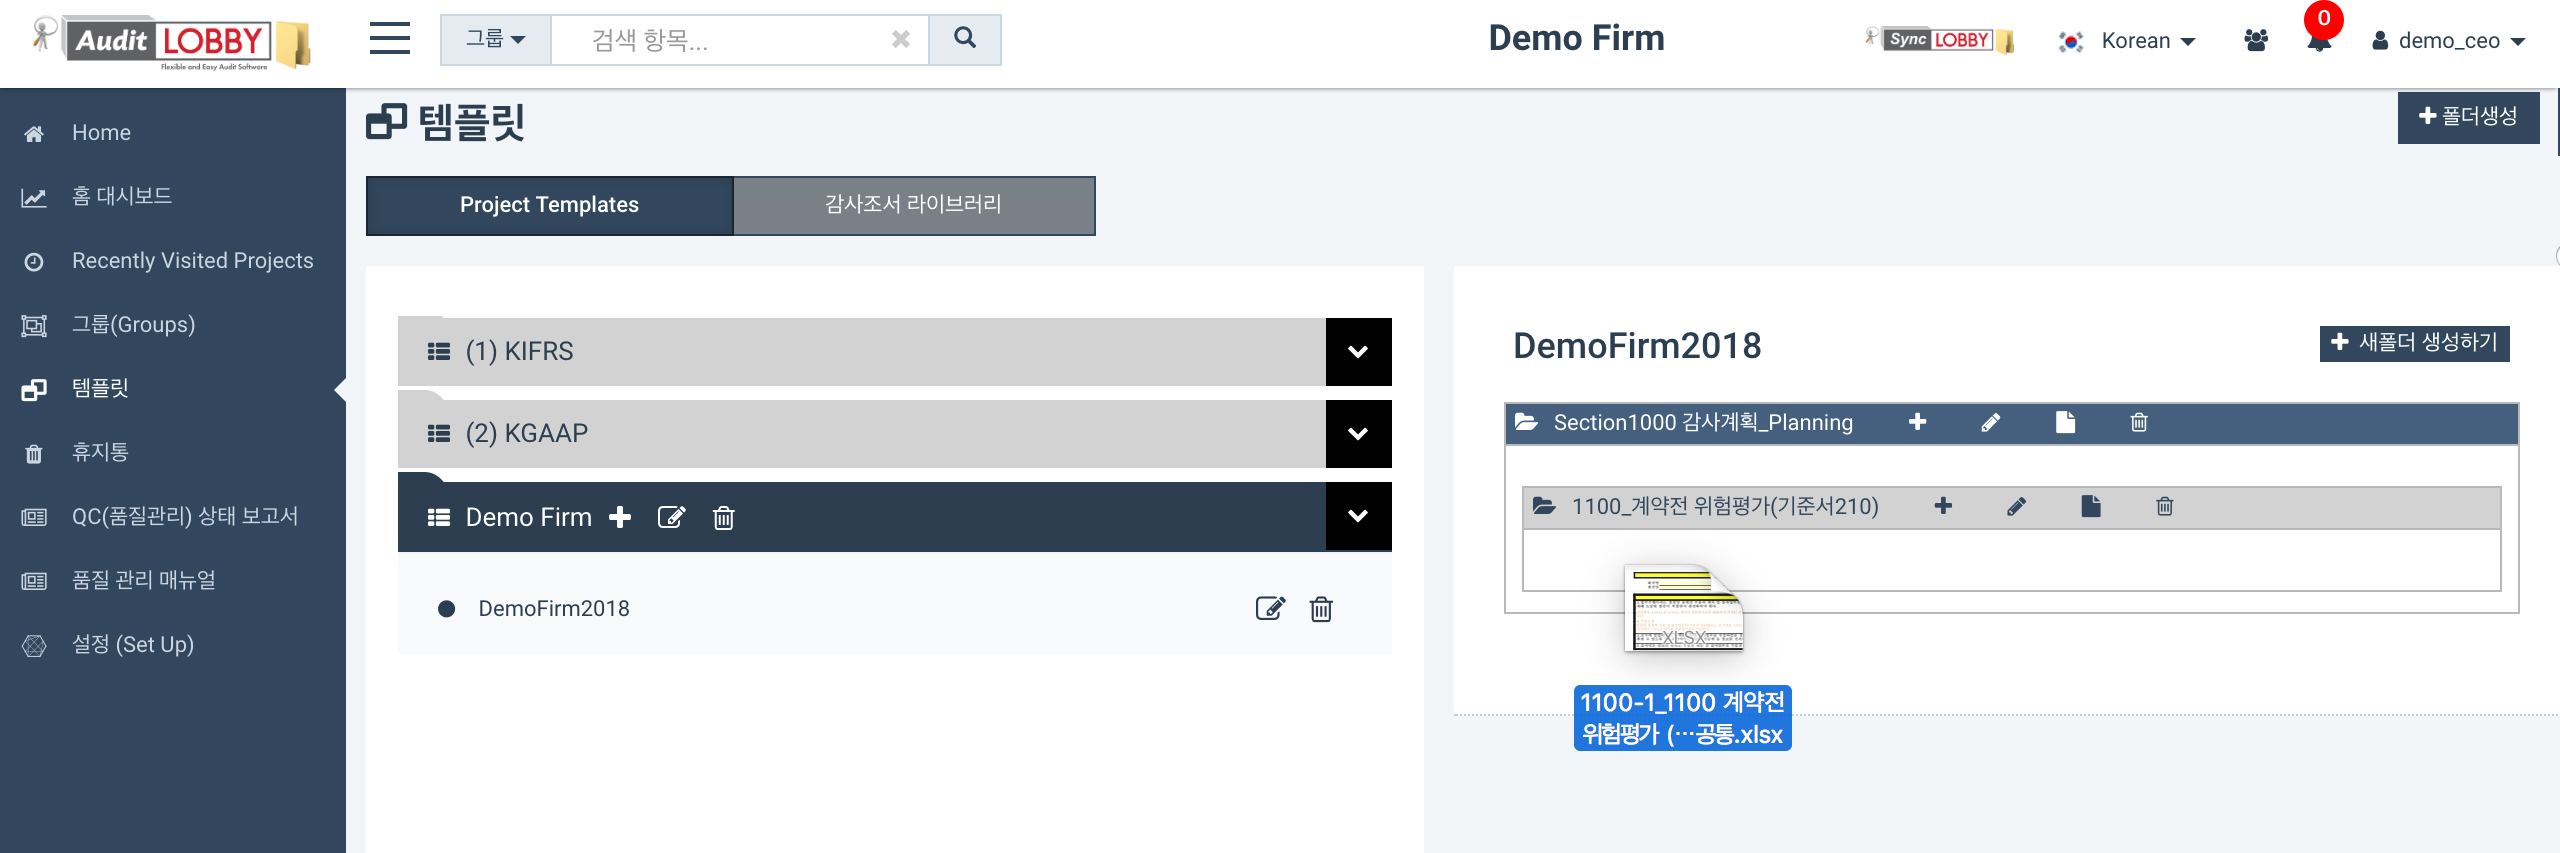 Audit LOBBY
Flexible and Easy Audit Software
그룹
검색 항목...
Demo Firm
Sync LOBBY
Korean
0
demo_ceo
Home
홈 대시보드
Recently Visited Projects
그룹(Groups)
템플릿
휴지통
QC(품질관리) 상태 보고서
품질 관리 매뉴얼
설정 (Set Up)
템플릿
폴더생성
Project Templates
감사조서 라이브러리
(1) KIFRS
(2) KGAAP
Demo Firm
DemoFirm2018
DemoFirm2018
새폴더 생성하기
Section1000 감사계획_Planning
1100_계약전 위험평가(기준서210)
XLSX
1100-1_1100 계약전
위험평가 (…공통.xlsx